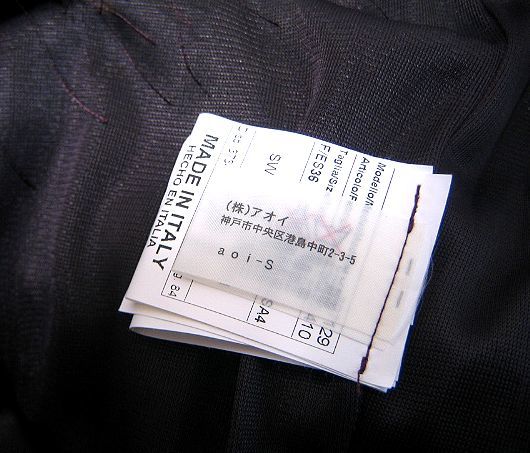 (株)アオイ
神戸市中央区港島中町2-3-5
aoi-S
MADE IN ITALY
HECHO EN ITALIA
SW
Modello/
Articolo/F
Taglia/Siz
FES36
84
SA4
29
410